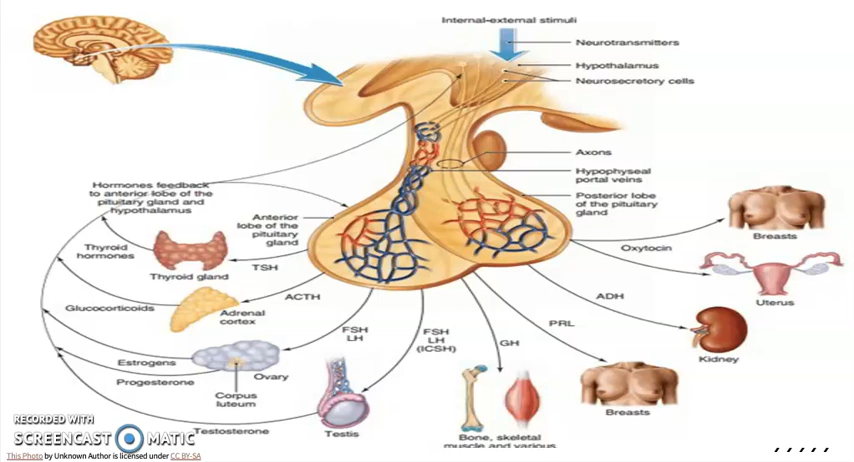 Internal-external stimuli
Neurotransmitters
Hypothalamus
Neurosecretory cells
Axons
Hypophyseal
portal veins
Posterior lobe
of the pituitary
gland
Hormones feedback
to anterior lobe of the
pituitary gland and
hypothalamus
Anterior
lobe of the
pituitary
gland
Thyroid
hormones
Thyroid gland
TSH
Glucocorticoids
Adrenal
cortex
ACTH
Estrogens
Progesterone
Ovary
Corpus
luteum
FSH
LH
Testosterone
Testis
FSH
LH
(ICSH)
GH
Bone, skeletal
muscle and various
PRL
Breasts
ADH
Kidney
Oxytocin
Breasts
Uterus
RECORDED WITH
SCREENCAST MATIC
This Photo by Unknown Author is licensed under CC BY-SA